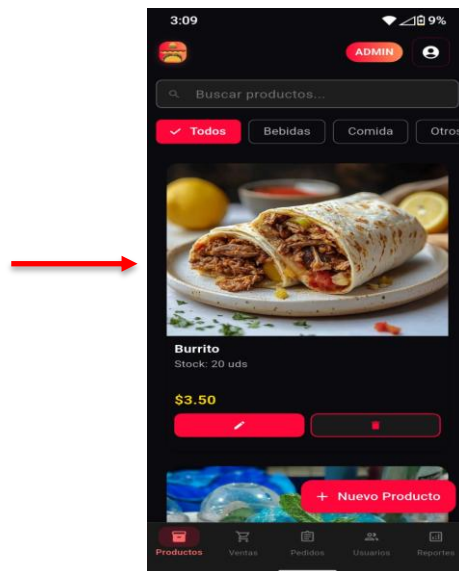 3:09 9%
ADMIN
Buscar productos...
Todos Bebidas Comida Otros
Burrito
Stock: 20 uds
$3.50
+ Nuevo Producto
Productos Ventas Pedidos Usuarios Reportes